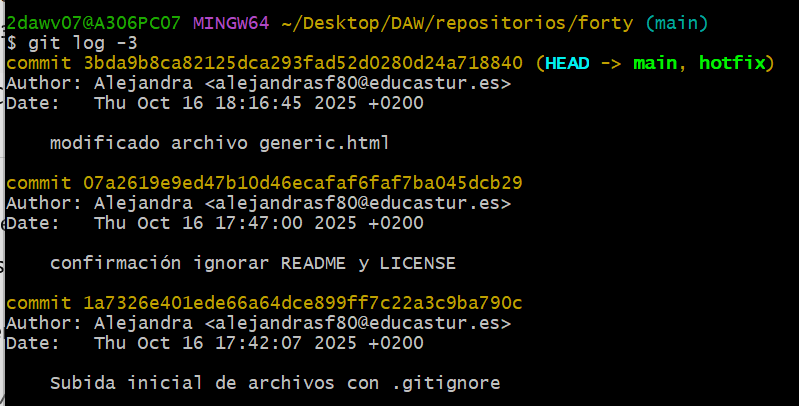 2dawv07@A306PC07 MINGW64 ~/Desktop/DAW/repositorios/forty (main)
$ git log -3
commit 3bda9b8ca82125dca293fad52d0280d24a718840 (HEAD -> main, hotfix)
Author: Alejandra <alejandrasf80@educastur.es>
Date:   Thu Oct 16 18:16:45 2025 +0200

    modificado archivo generic.html

commit 07a2619e9ed47b10d46ecafaf6faf7ba045dcb29
Author: Alejandra <alejandrasf80@educastur.es>
Date:   Thu Oct 16 17:47:00 2025 +0200

    confirmación ignorar README y LICENSE

commit 1a7326e401ede66a64dce899ff7c22a3c9ba790c
Author: Alejandra <alejandrasf80@educastur.es>
Date:   Thu Oct 16 17:42:07 2025 +0200

    Subida inicial de archivos con .gitignore